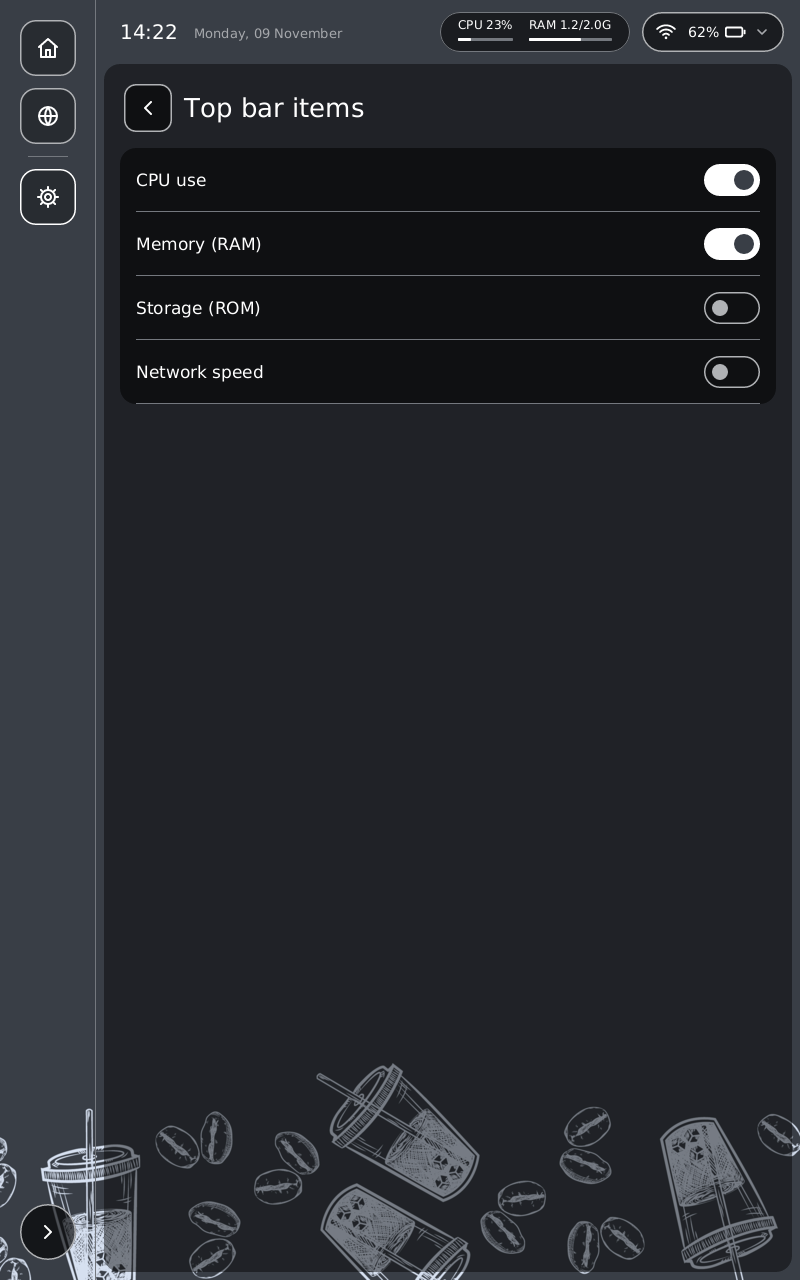 14:22 Monday, 09 November CPU 23% RAM 1.2/2.0G 62%
Top bar items
CPU use
Memory (RAM)
Storage (ROM)
Network speed